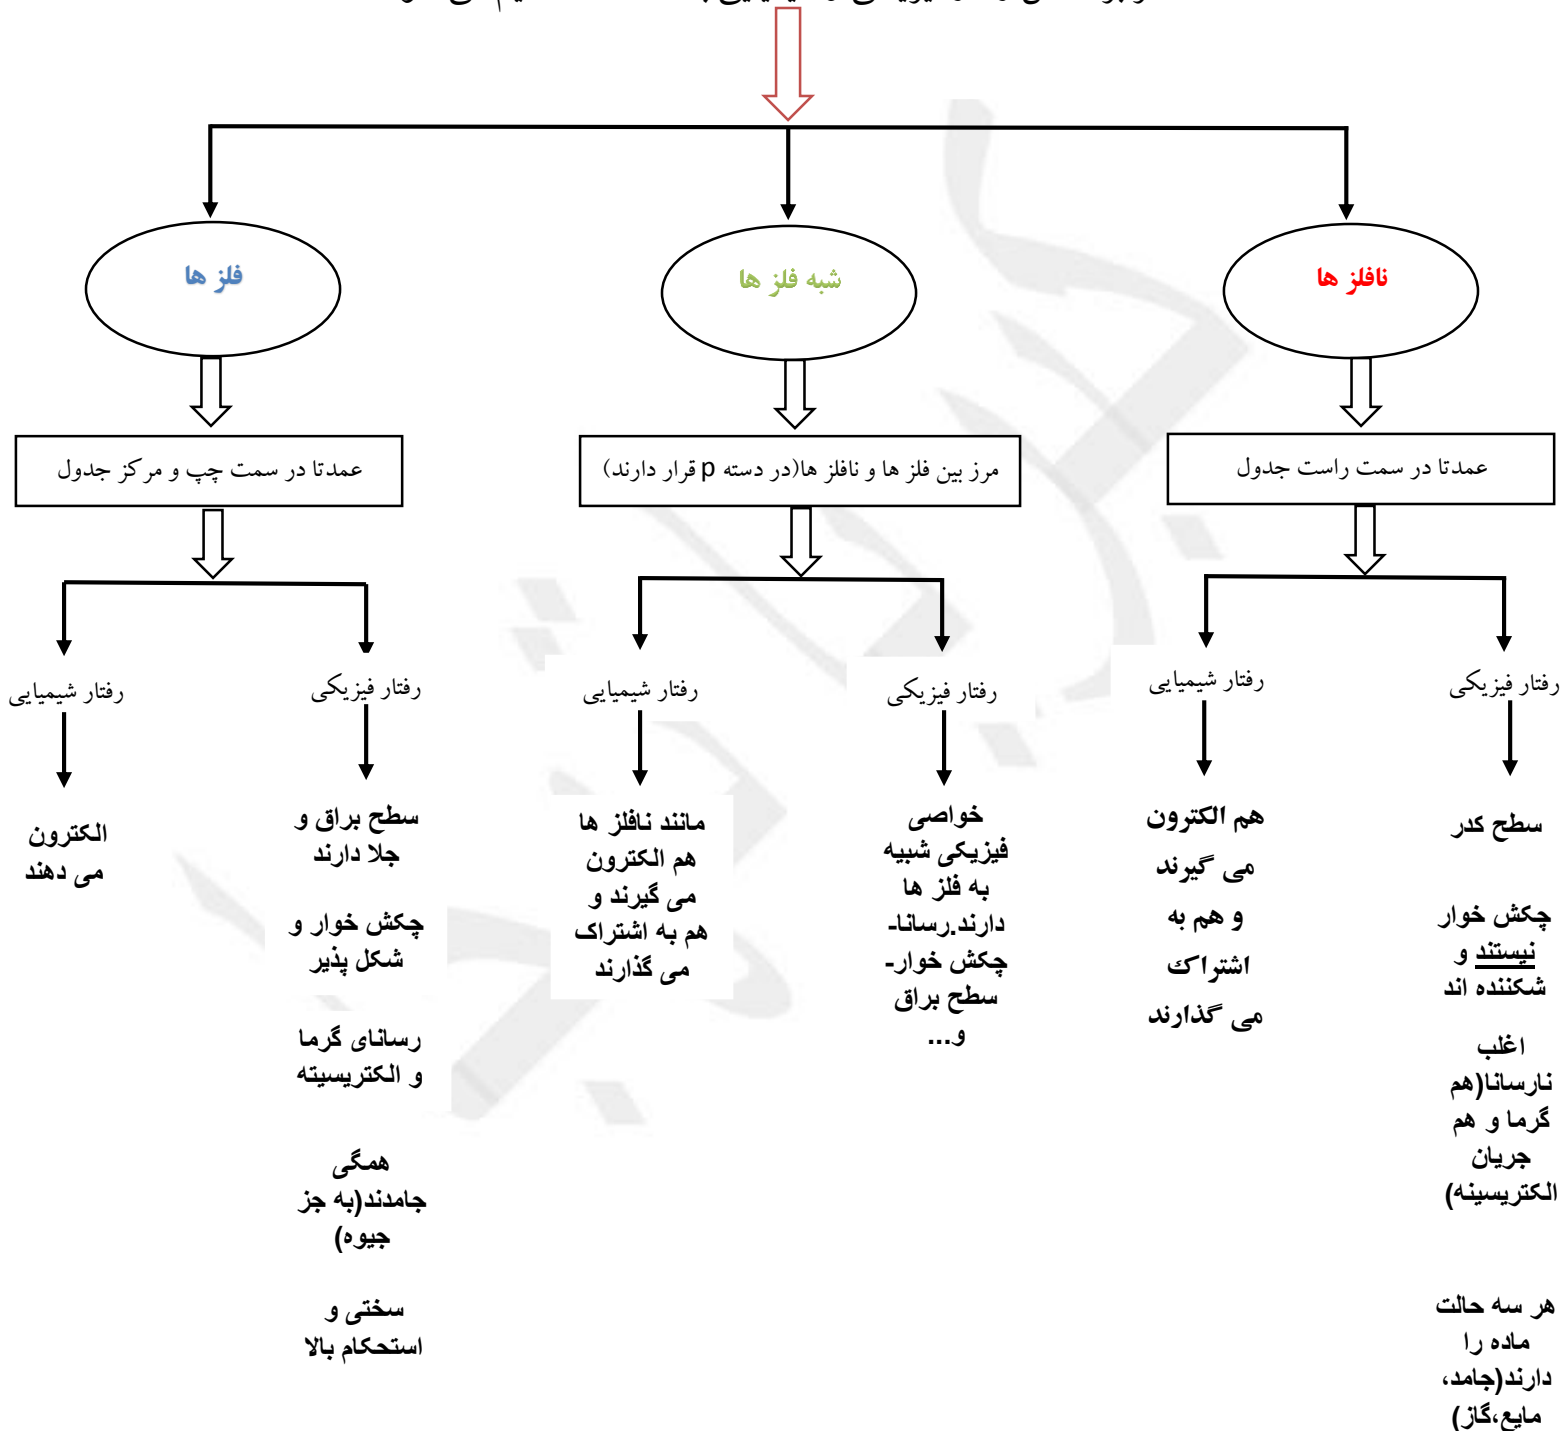 نافلز ها
شبه فلز ها
فلز ها
عمدتا در سمت راست جدول
مرز بین فلز ها و نافلز ها(در دسته p قرار دارند)
عمدتا در سمت چپ و مرکز جدول
رفتار فیزیکی
سطح کدر
چکش خوار
نیستند و
شکننده اند
اغلب
نارسانا(هم
گرما و هم
جریان
الکتریسینه)
هر سه حالت
ماده را
دارند(جامد،
مایع،گاز)
رفتار شیمیایی
هم الکترون
می گیرند
و هم به
اشتراک
می گذارند
رفتار فیزیکی
خواصی
فیزیکی شبیه
به فلز ها
دارند.رسانا-
چکش خوار-
سطح براق
و...
رفتار شیمیایی
مانند نافلز ها
هم الکترون
می گیرند و
هم به اشتراک
می گذارند
رفتار فیزیکی
سطح براق و
جلا دارند
چکش خوار و
شکل پذیر
رسانای گرما
و الکتریسیته
همگی
جامدند(به جز
جیوه)
سختی و
استحکام بالا
رفتار شیمیایی
الکترون
می دهند